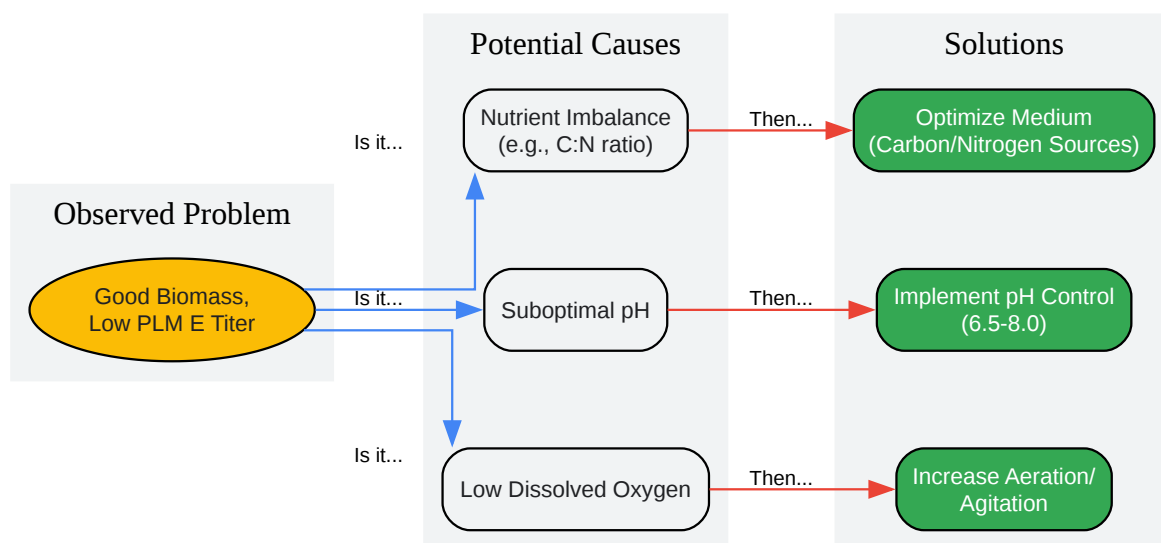 Potential Causes
Solutions
Nutrient Imbalance
(e.g., C:N ratio)
Then...
Optimize Medium
(Carbon/Nitrogen Sources)
Is it...
Observed Problem
Good Biomass,
Low PLM E Titer
Is it...
Suboptimal pH
Then...
Implement pH Control
(6.5-8.0)
Is it...
Low Dissolved Oxygen
Then...
Increase Aeration/
Agitation